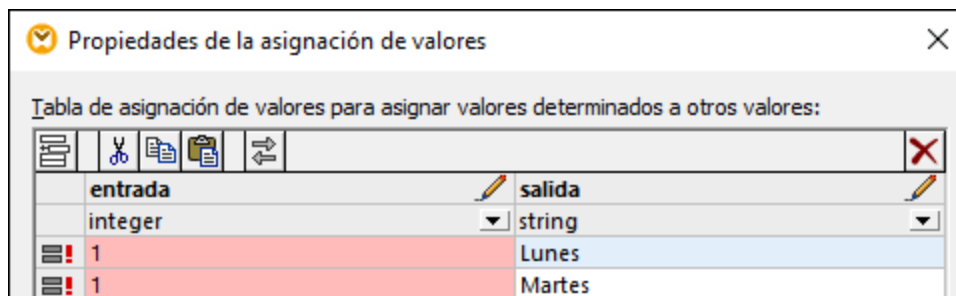 Propiedades de la asignación de valores
Tabla de asignación de valores para asignar valores determinados a otros valores:
entrada salida
integer string
1 Lunes
1 Martes